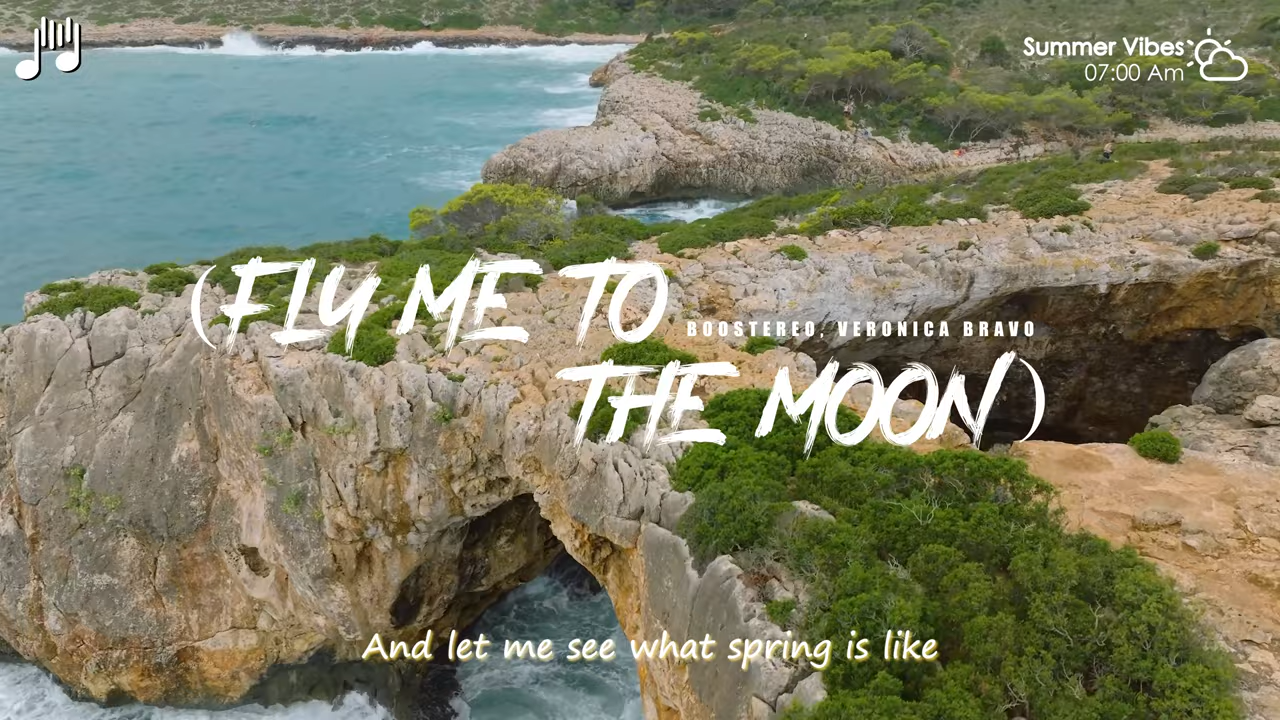 Summer Vibes
07:00 Am
(FLY ME TO
BOOSTEREO, VERONICA BRAVO
THE MOON)
And let me see what spring is like